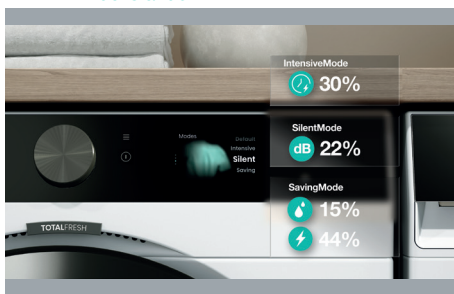 IntensiveMode
30%
Modes
Default
Intensive
Silent
Saving
SilentMode
dB 22%
SavingMode
15%
44%
TOTALFRESH